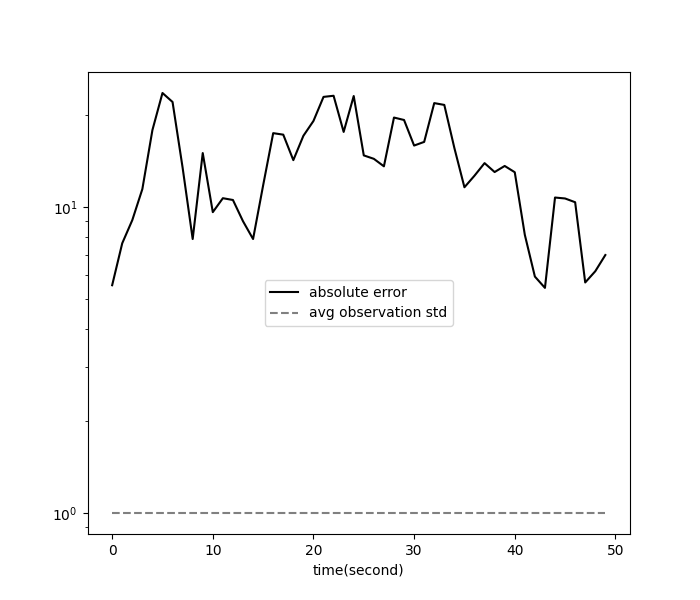 10¹
absolute error
avg observation std
10⁰
0 10 20 30 40 50
time(second)